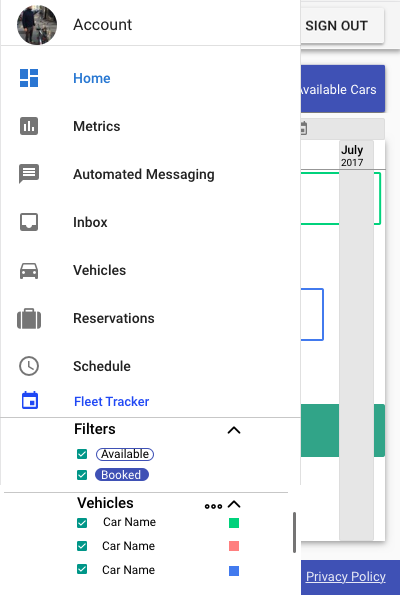 Account
SIGN OUT
Home
Available Cars
Metrics
July
2017
Automated Messaging
Inbox
Vehicles
Reservations
Schedule
Fleet Tracker
Filters
Available
Booked
Vehicles
Car Name
Car Name
Car Name
Privacy Policy